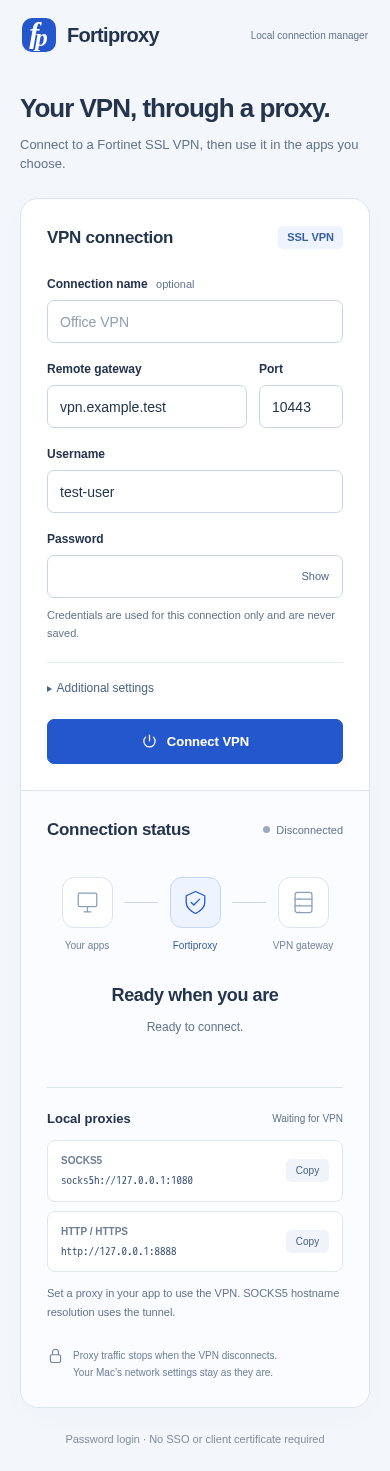 fp Fortiproxy
Local connection manager
Your VPN, through a proxy.
Connect to a Fortinet SSL VPN, then use it in the apps you
choose.
VPN connection
SSL VPN
Connection name optional
Office VPN
Remote gateway
Port
vpn.example.test
10443
Username
test-user
Password
Show
Credentials are used for this connection only and are never
saved.
Additional settings
Connect VPN
Connection status
Disconnected
Your apps
Fortiproxy
VPN gateway
Ready when you are
Ready to connect.
Local proxies
Waiting for VPN
SOCKS5
socks5h://127.0.0.1:1080
Copy
HTTP / HTTPS
http://127.0.0.1:8888
Copy
Set a proxy in your app to use the VPN. SOCKS5 hostname
resolution uses the tunnel.
Proxy traffic stops when the VPN disconnects.
Your Mac's network settings stay as they are.
Password login · No SSO or client certificate required